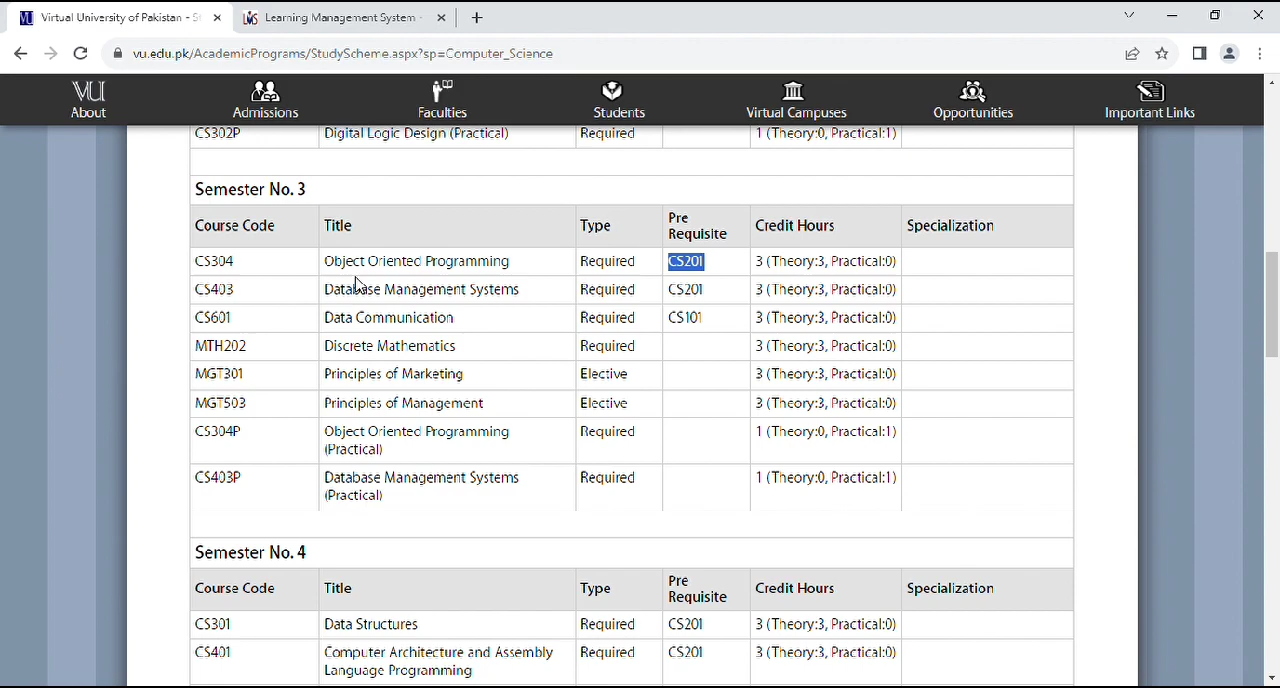 Virtual University of Pakistan - S
Learning Management System -
vu.edu.pk/AcademicPrograms/StudyScheme.aspx?sp=Computer_Science
VU
About Admissions Faculties Students Virtual Campuses Opportunities Important Links
CS302P Digital Logic Design (Practical) Required 1 (Theory:0, Practical:1)
Semester No. 3
Course Code Title Type Pre Requisite Credit Hours Specialization
CS304 Object Oriented Programming Required CS201 3 (Theory:3, Practical:0)
CS403 Database Management Systems Required CS201 3 (Theory:3, Practical:0)
CS601 Data Communication Required CS101 3 (Theory:3, Practical:0)
MTH202 Discrete Mathematics Required 3 (Theory:3, Practical:0)
MGT301 Principles of Marketing Elective 3 (Theory:3, Practical:0)
MGT503 Principles of Management Elective 3 (Theory:3, Practical:0)
CS304P Object Oriented Programming (Practical) Required 1 (Theory:0, Practical:1)
CS403P Database Management Systems (Practical) Required 1 (Theory:0, Practical:1)
Semester No. 4
Course Code Title Type Pre Requisite Credit Hours Specialization
CS301 Data Structures Required CS201 3 (Theory:3, Practical:0)
CS401 Computer Architecture and Assembly Language Programming Required CS201 3 (Theory:3, Practical:0)